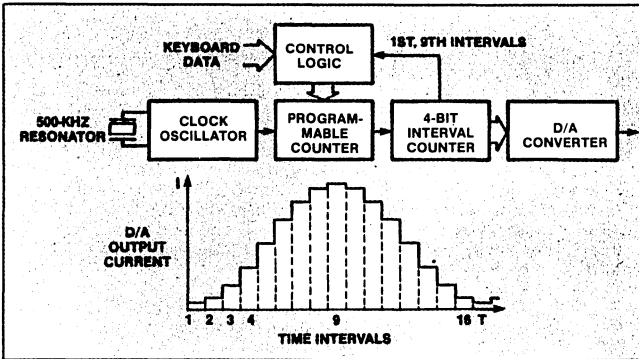 KEYBOARD
DATA
CONTROL
LOGIC
1ST, 9TH INTERVALS
500-KHZ
RESONATOR
CLOCK
OSCILLATOR
PROGRAM-
MABLE
COUNTER
4-BIT
INTERVAL
COUNTER
D/A
CONVERTER
I
D/A
OUTPUT
CURRENT
1 2 3 4 9 16 T
TIME INTERVALS